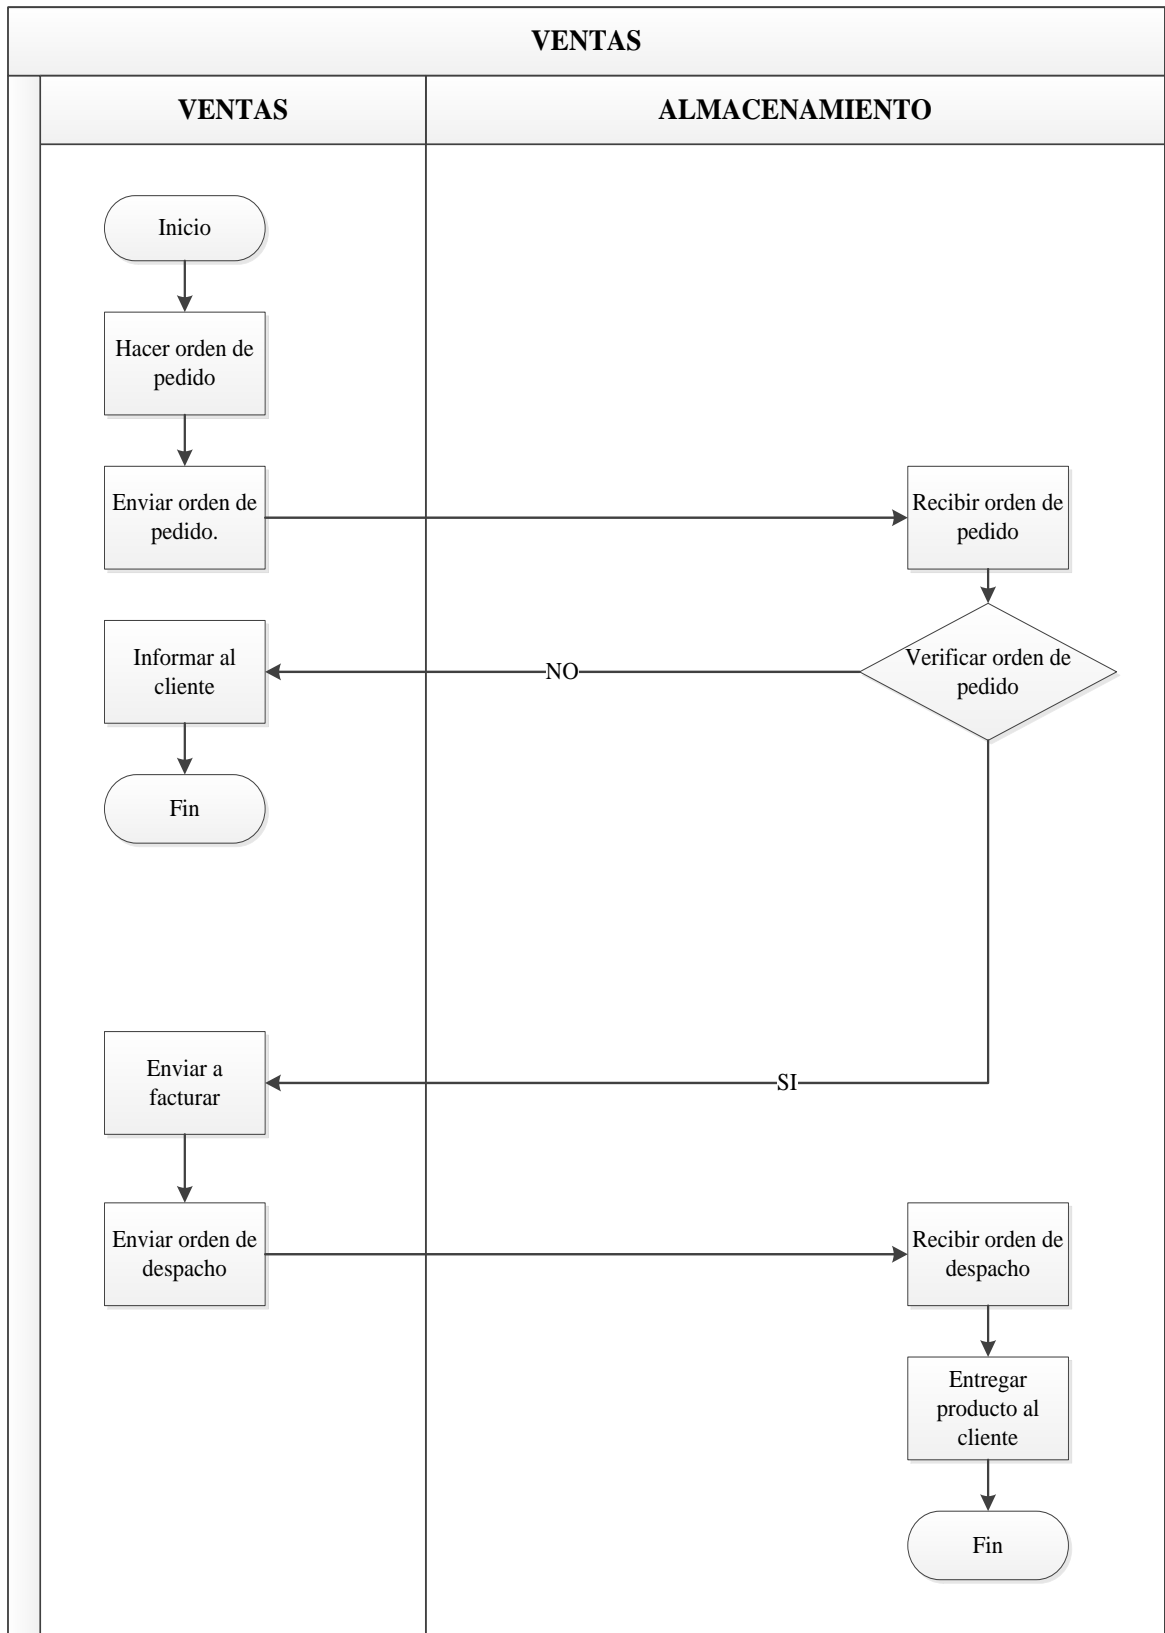 VENTAS
VENTAS
ALMACENAMIENTO
Inicio
Hacer orden de
pedido
Enviar orden de
pedido.
Recibir orden de
pedido
Verificar orden de
pedido
NO
Informar al
cliente
Fin
SI
Enviar a
facturar
Enviar orden de
despacho
Recibir orden de
despacho
Entregar
producto al
cliente
Fin